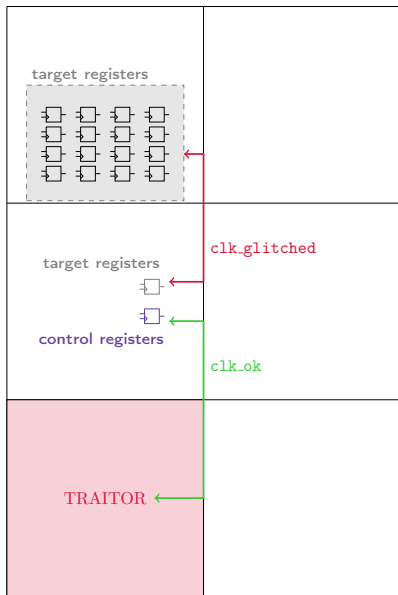 target registers
clk_glitched
target registers
control registers
clk_ok
TRAITOR